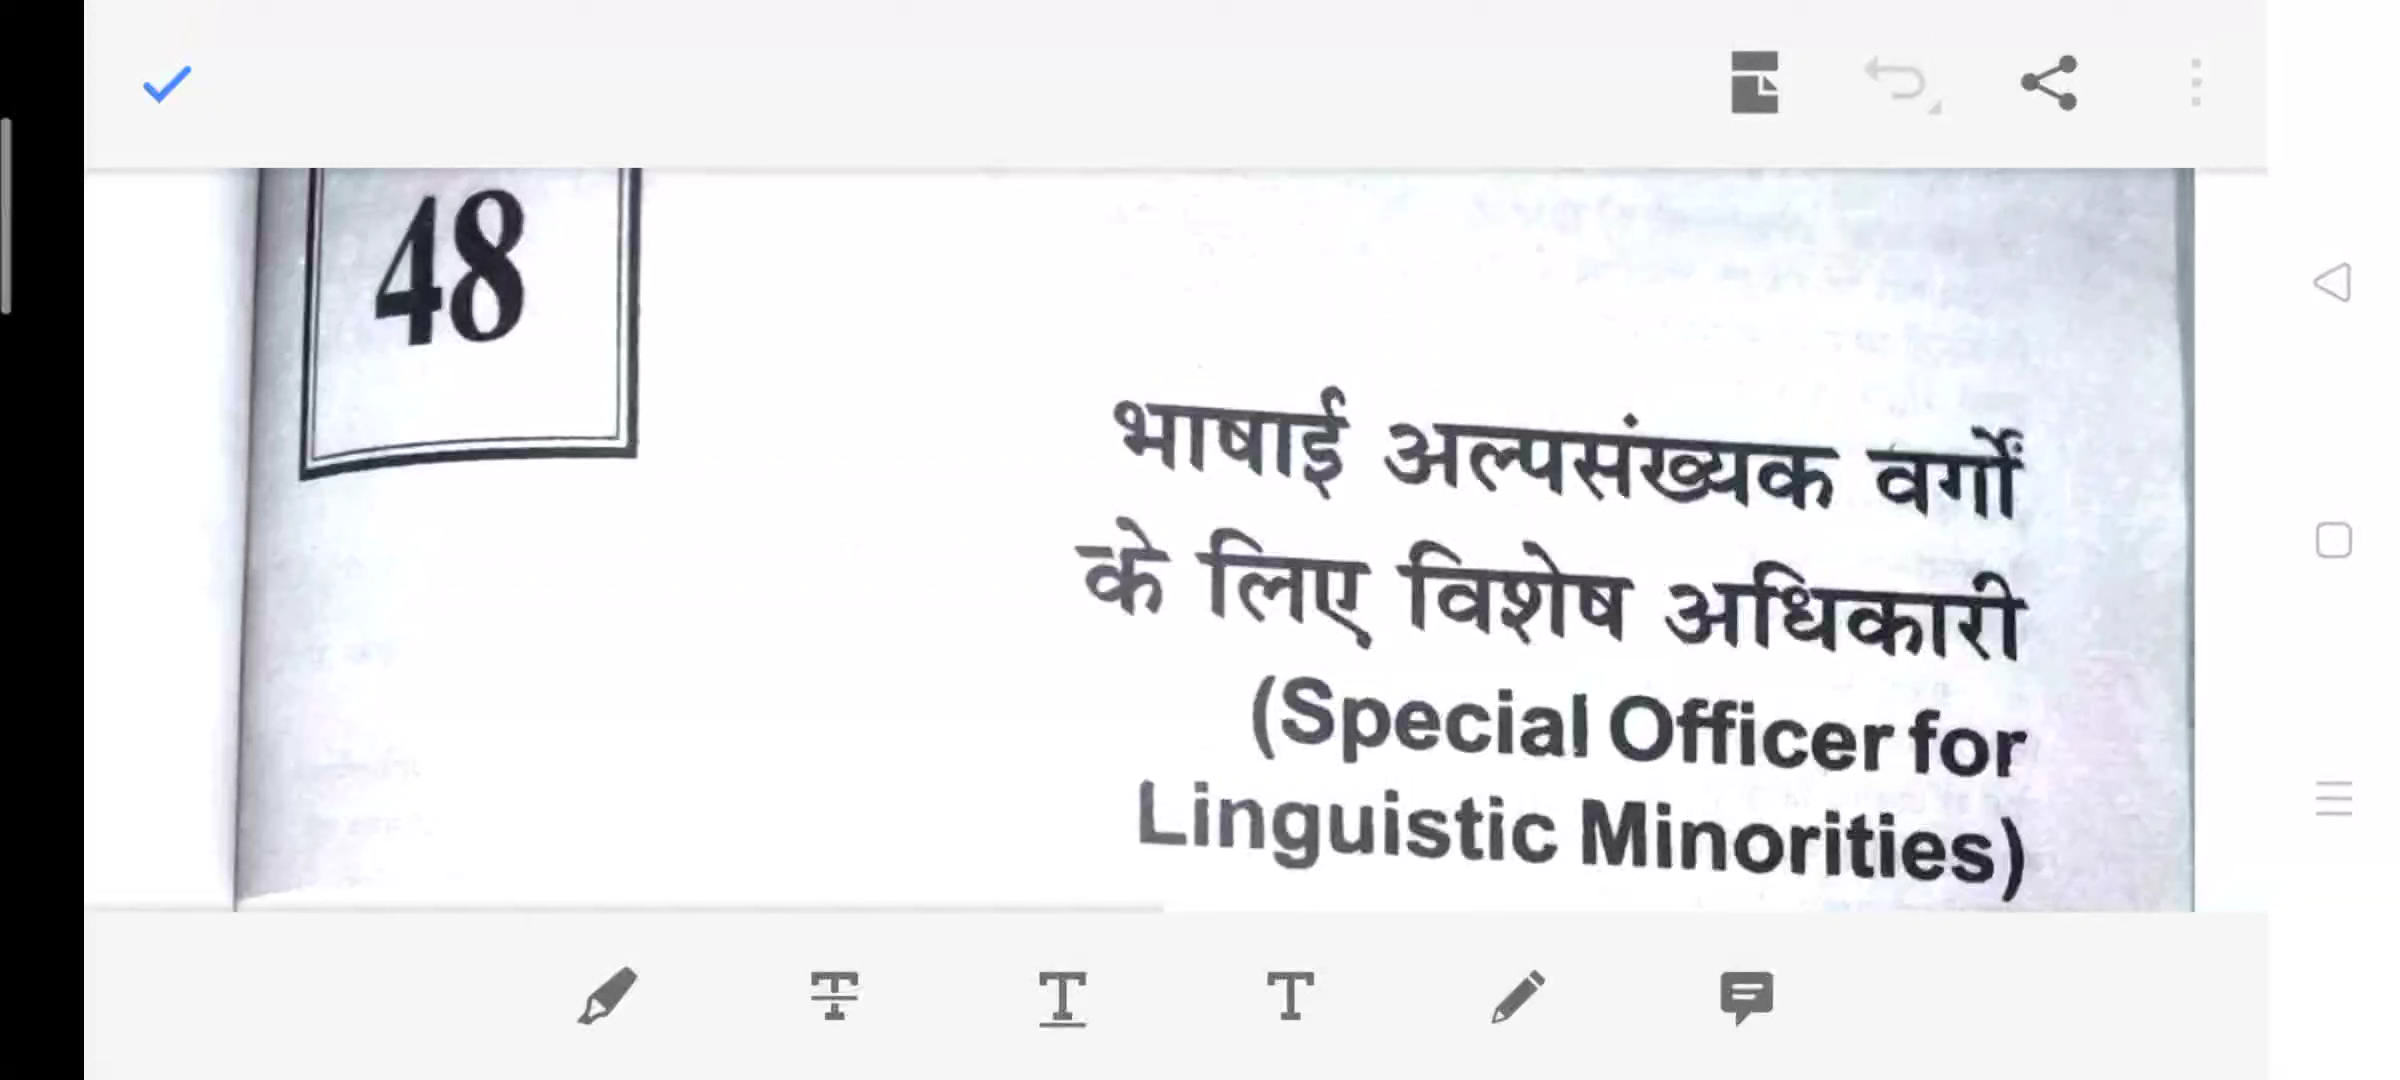 48
भाषाई अल्पसंख्यक वर्गों
के लिए विशेष अधिकारी
(Special Officer for
Linguistic Minorities)